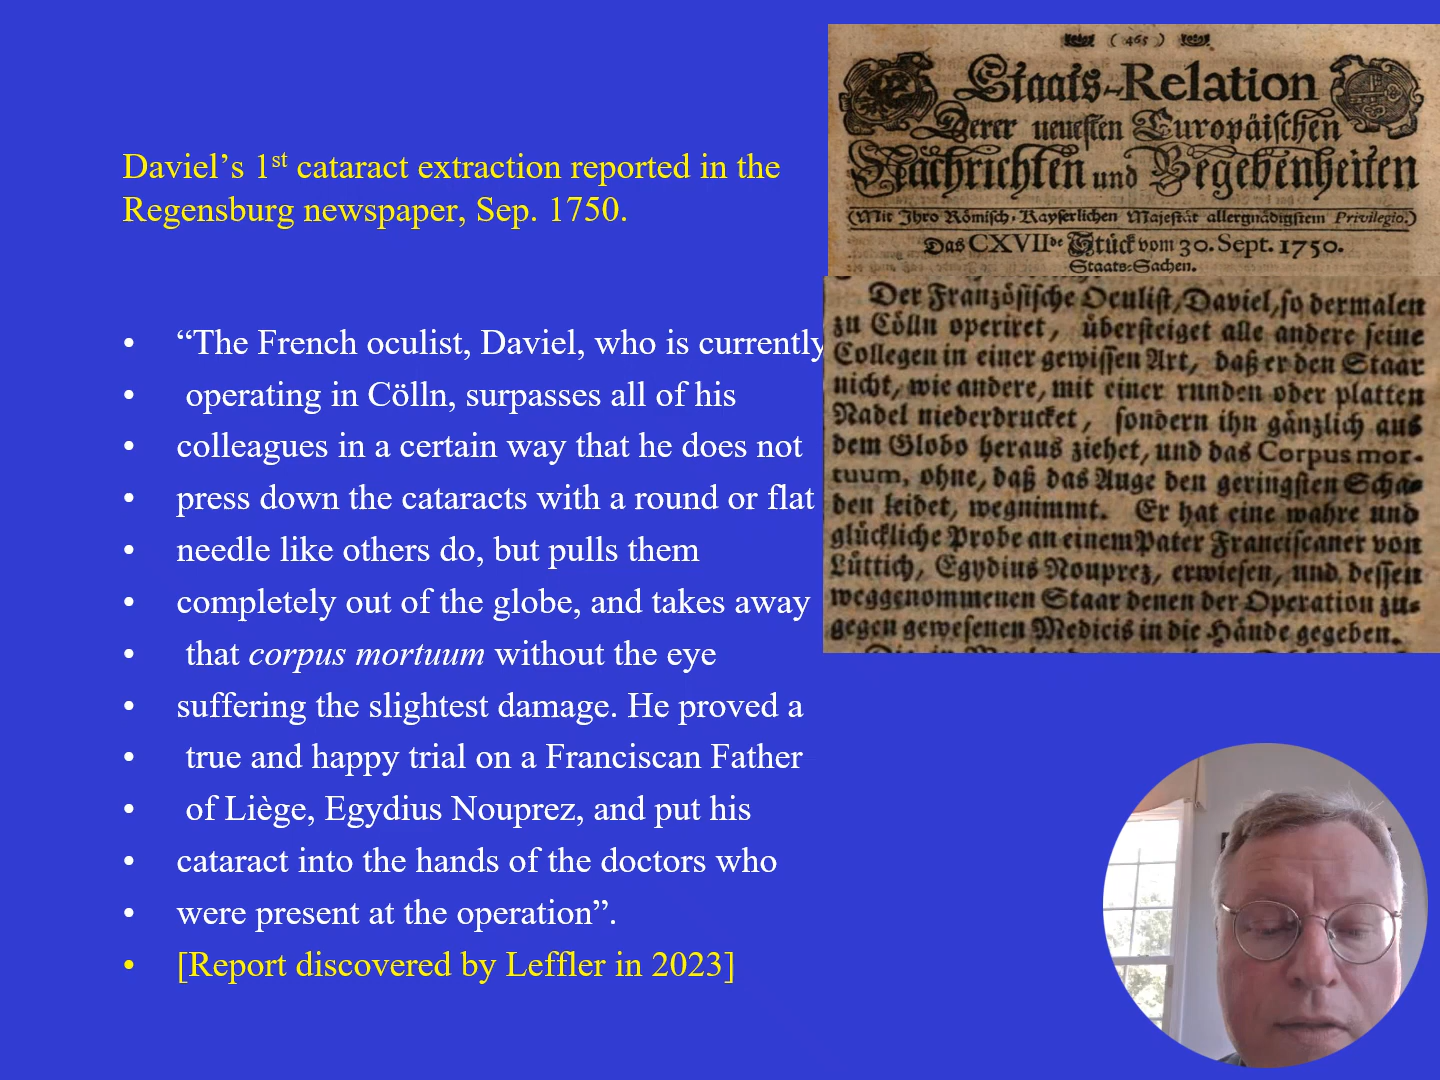 Daviel’s 1st cataract extraction reported in the
Regensburg newspaper, Sep. 1750.
• “The French oculist, Daviel, who is currently
• operating in Cölln, surpasses all of his
• colleagues in a certain way that he does not
• press down the cataracts with a round or flat
• needle like others do, but pulls them
• completely out of the globe, and takes away
• that corpus mortuum without the eye
• suffering the slightest damage. He proved a
• true and happy trial on a Franciscan Father
• of Liège, Egydius Nouprez, and put his
• cataract into the hands of the doctors who
• were present at the operation”.
• [Report discovered by Leffler in 2023]
( 465 )
Staats-Relation
Derer neuesten Europäischen
Nachrichten und Begebenheiten
(Mit Ihro Römisch-Kayserlichen Majestät allergnädigstem Privilegio.)
Das CXVIIde Stück vom 30. Sept. 1750.
Staats-Sachen.
Der Französische Oculist, Daviel, so dermalen
zu Cölln operiret, übersteiget alle andere seine
Collegen in einer gewissen Art, daß er den Staar
nicht, wie andere, mit einer runden oder platten
Nadel niederdrucket, sondern ihn gänzlich aus
dem Globo heraus ziehet, und das Corpus mor-
tuum, ohne, daß das Auge den geringsten Scha-
den leidet, wegnimmt. Er hat eine wahre und
glückliche Probe an einem Pater Franciscaner von
Lüttich, Egydius Nouprez, erwiesen, und dessen
weggenommenen Staar denen der Operation zu-
gegen gewesenen Medicis in die Hände gegeben.